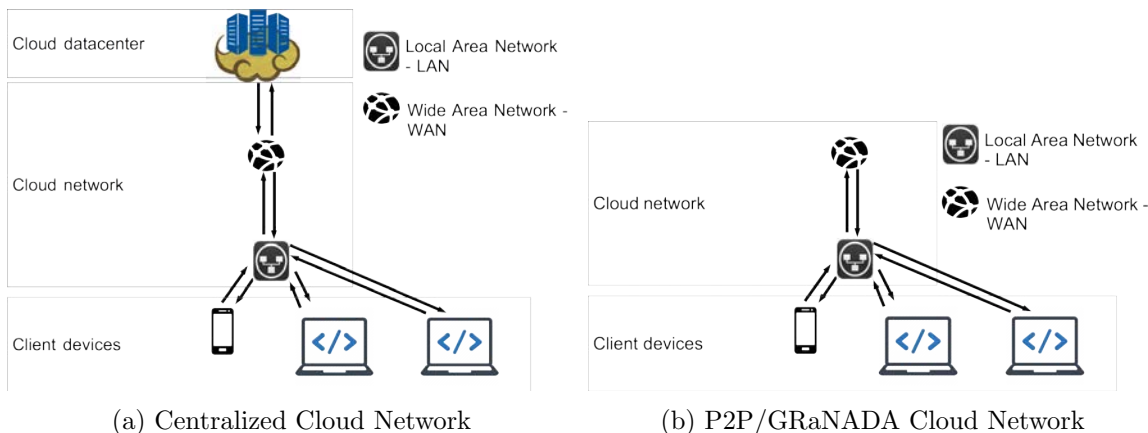 Cloud datacenter
Local Area Network
- LAN
Wide Area Network -
WAN
Cloud network
Client devices
</>
</>
(a) Centralized Cloud Network
Local Area Network
- LAN
Cloud network
Wide Area Network -
WAN
Client devices
</>
</>
(b) P2P/GRaNADA Cloud Network